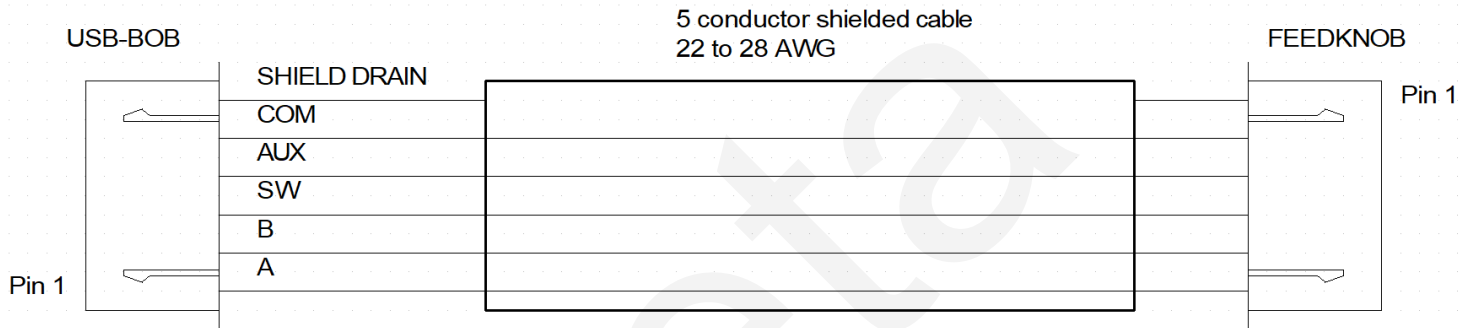 5 conductor shielded cable
22 to 28 AWG
USB-BOB
FEEDKNOB
SHIELD DRAIN
COM
AUX
SW
B
A
Pin 1
Pin 1